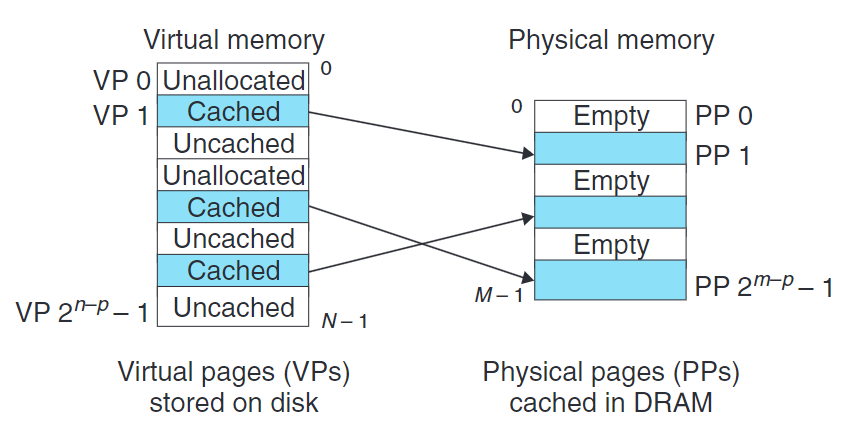 Virtual memory
Physical memory
VP 0 Unallocated 0
VP 1 Cached
Uncached
Unallocated
Cached
Uncached
Cached
VP 2^{n–p} – 1 Uncached N – 1
0 Empty PP 0
PP 1
Empty
Empty
M – 1 PP 2^{m–p} – 1
Virtual pages (VPs)
stored on disk
Physical pages (PPs)
cached in DRAM